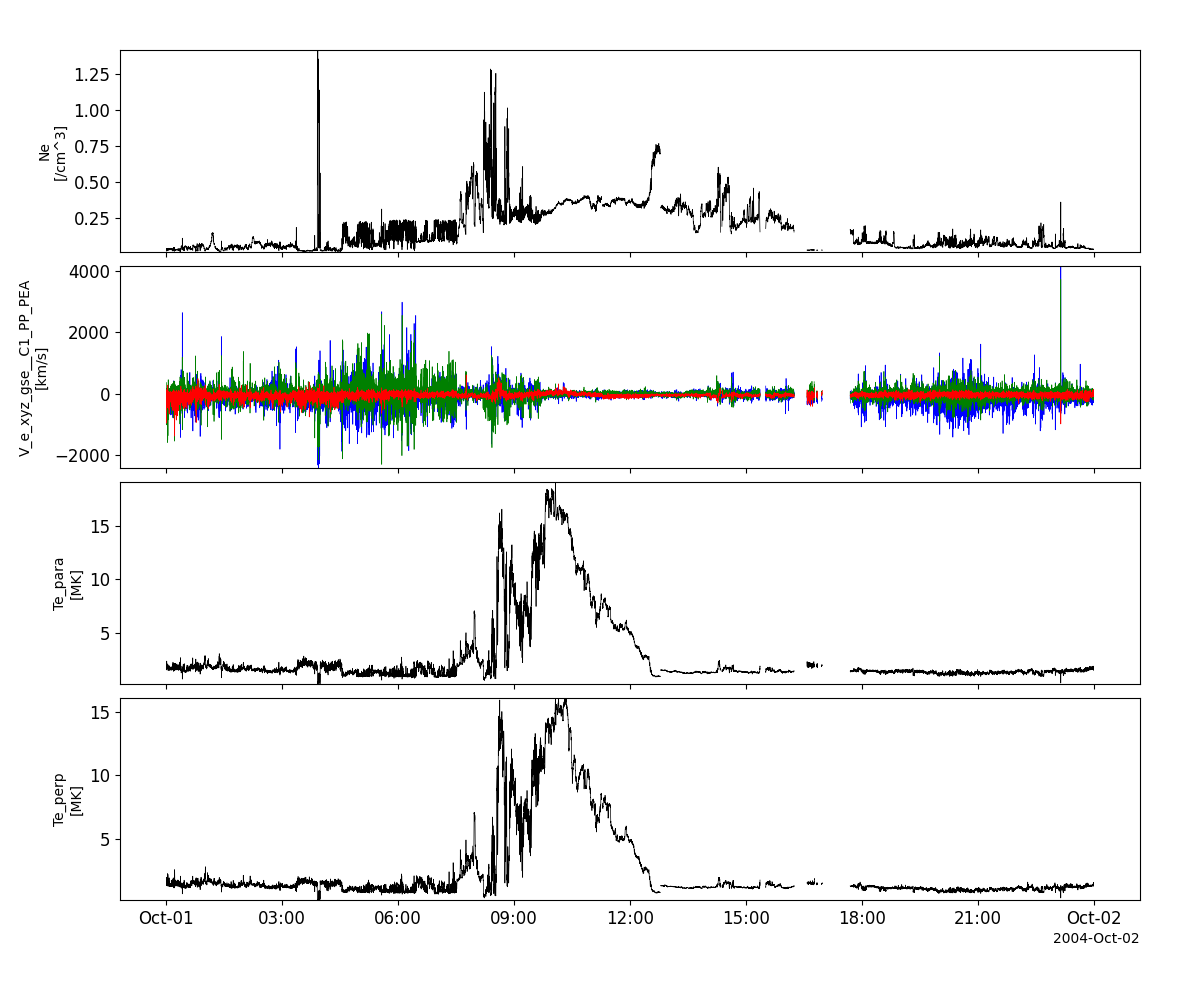 1.25
1.00
0.75
0.50
0.25
Ne
[/cm^3]
4000
2000
0
−2000
V_e_xyz_gse__C1_PP_PEA
[km/s]
15
10
5
Te_para
[MK]
15
10
5
Te_perp
[MK]
Oct-01 03:00 06:00 09:00 12:00 15:00 18:00 21:00 Oct-02
2004-Oct-02